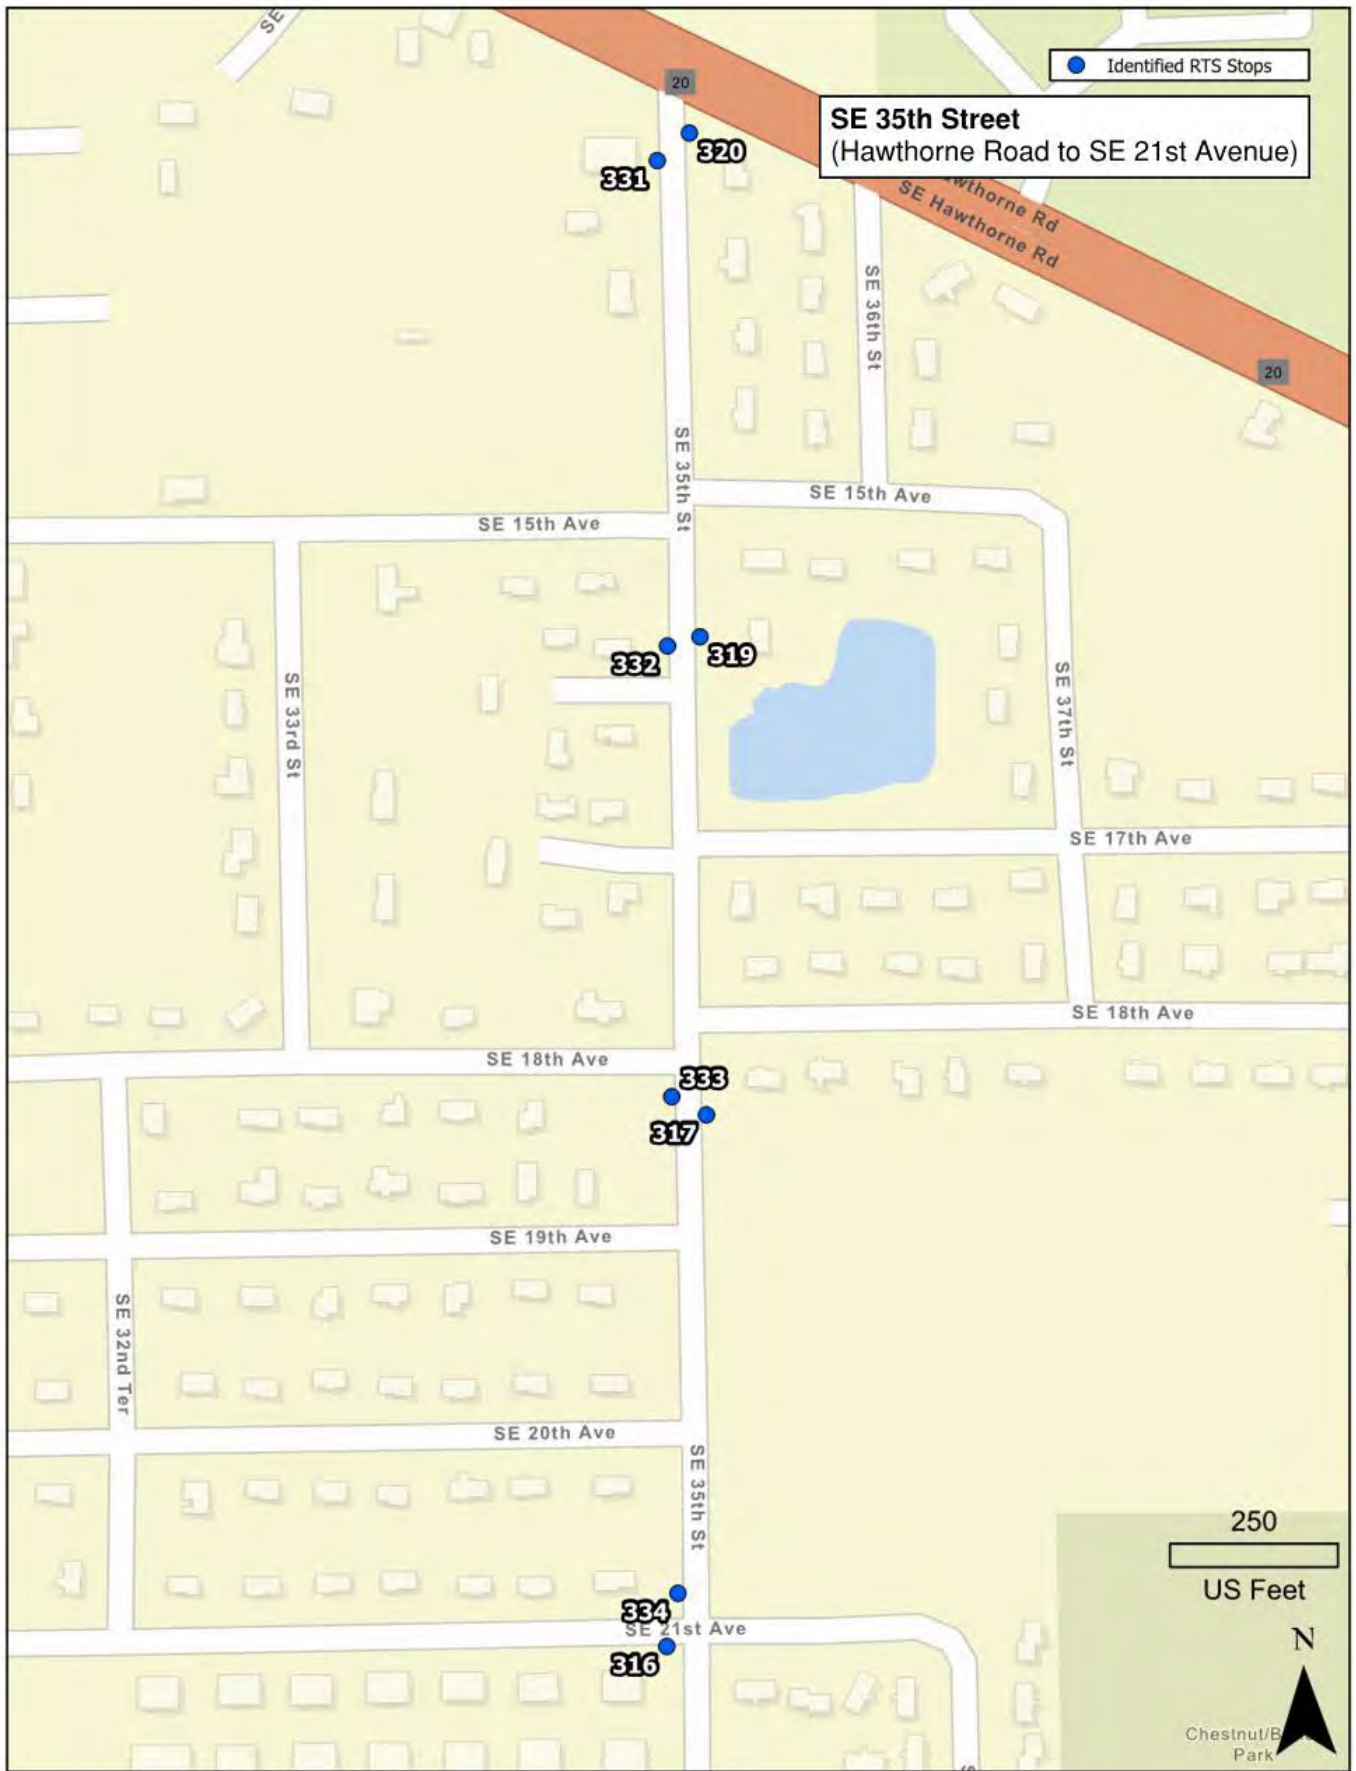 SE
20
Identified RTS Stops
SE 35th Street
(Hawthorne Road to SE 21st Avenue)
320
331
SE Hawthorne Rd
SE 36th St
20
SE 35th St
SE 15th Ave
SE 15th Ave
332
319
SE 33rd St
SE 37th St
SE 17th Ave
SE 18th Ave
SE 18th Ave
333
317
SE 19th Ave
SE 32nd Ter
SE 20th Ave
SE 35th St
250
US Feet
334
SE 21st Ave
316
N
Park